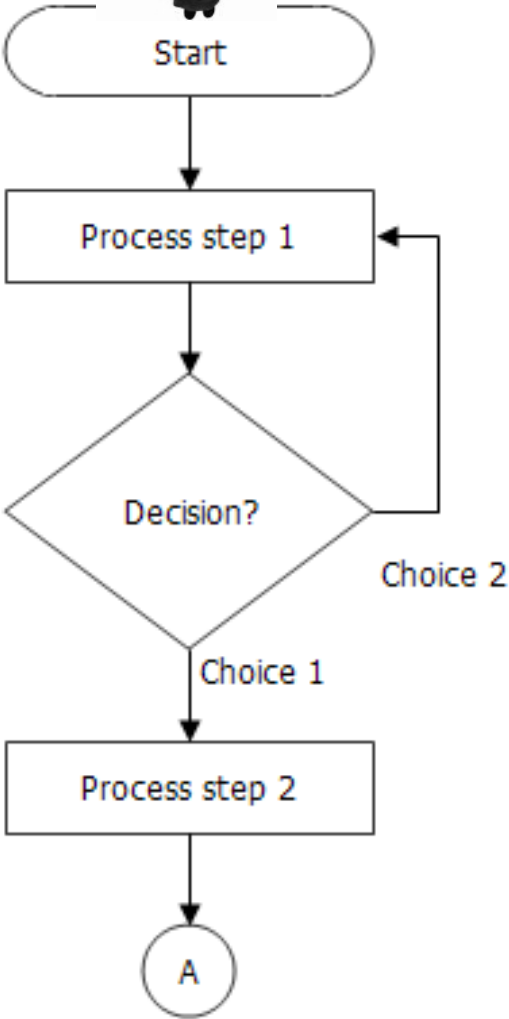 Start
Process step 1
Decision?
Choice 2
Choice 1
Process step 2
A